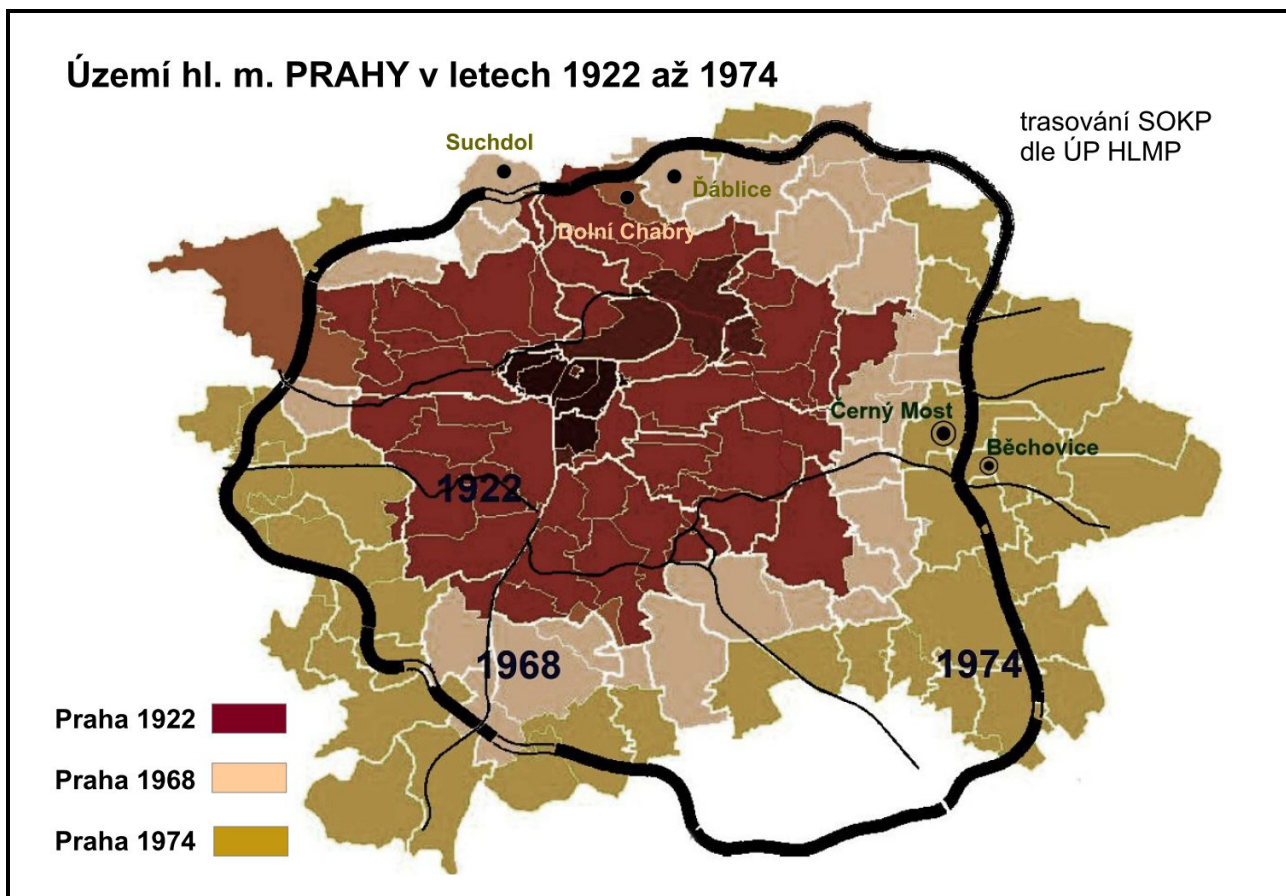 Území hl. m. PRAHY v letech 1922 až 1974
trasování SOKP
dle ÚP HLMP
Suchdol
Ďáblice
Dolní Chabry
Černý Most
Běchovice
1922
1968
1974
Praha 1922
Praha 1968
Praha 1974